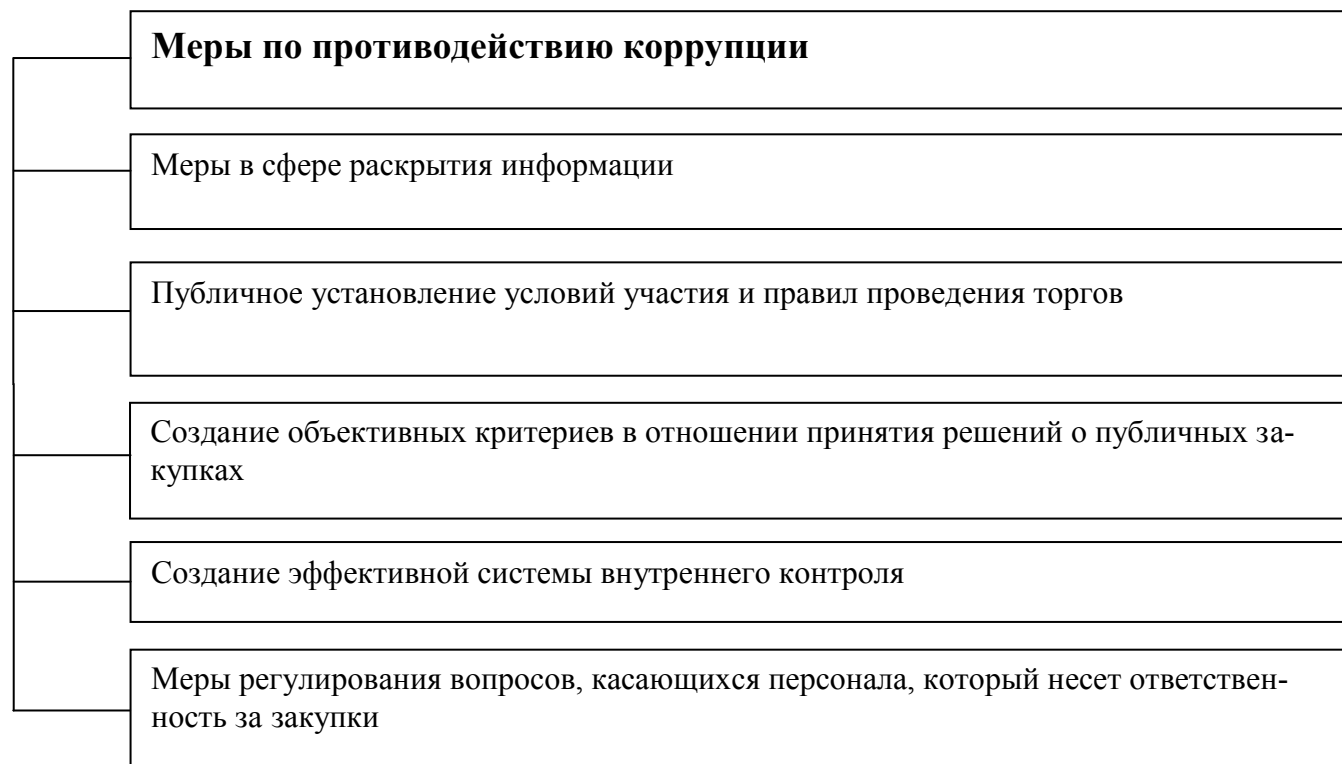 Меры по противодействию коррупции
Меры в сфере раскрытия информации
Публичное установление условий участия и правил проведения торгов
Создание объективных критериев в отношении принятия решений о публичных за-
купках
Создание эффективной системы внутреннего контроля
Меры регулирования вопросов, касающихся персонала, который несет ответствен-
ность за закупки